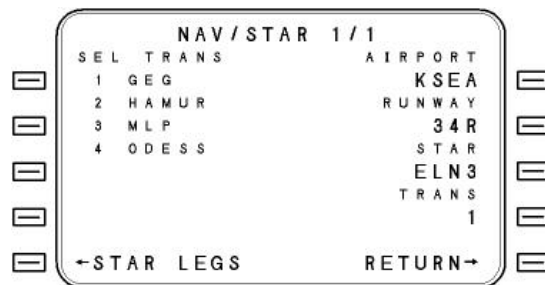 NAV/STAR 1/1
SEL TRANS AIRPORT
1 GEG KSEA
2 HAMUR RUNWAY
3 MLP 34R
4 ODESS STAR
ELN3
TRANS
1
←STAR LEGS RETURN→